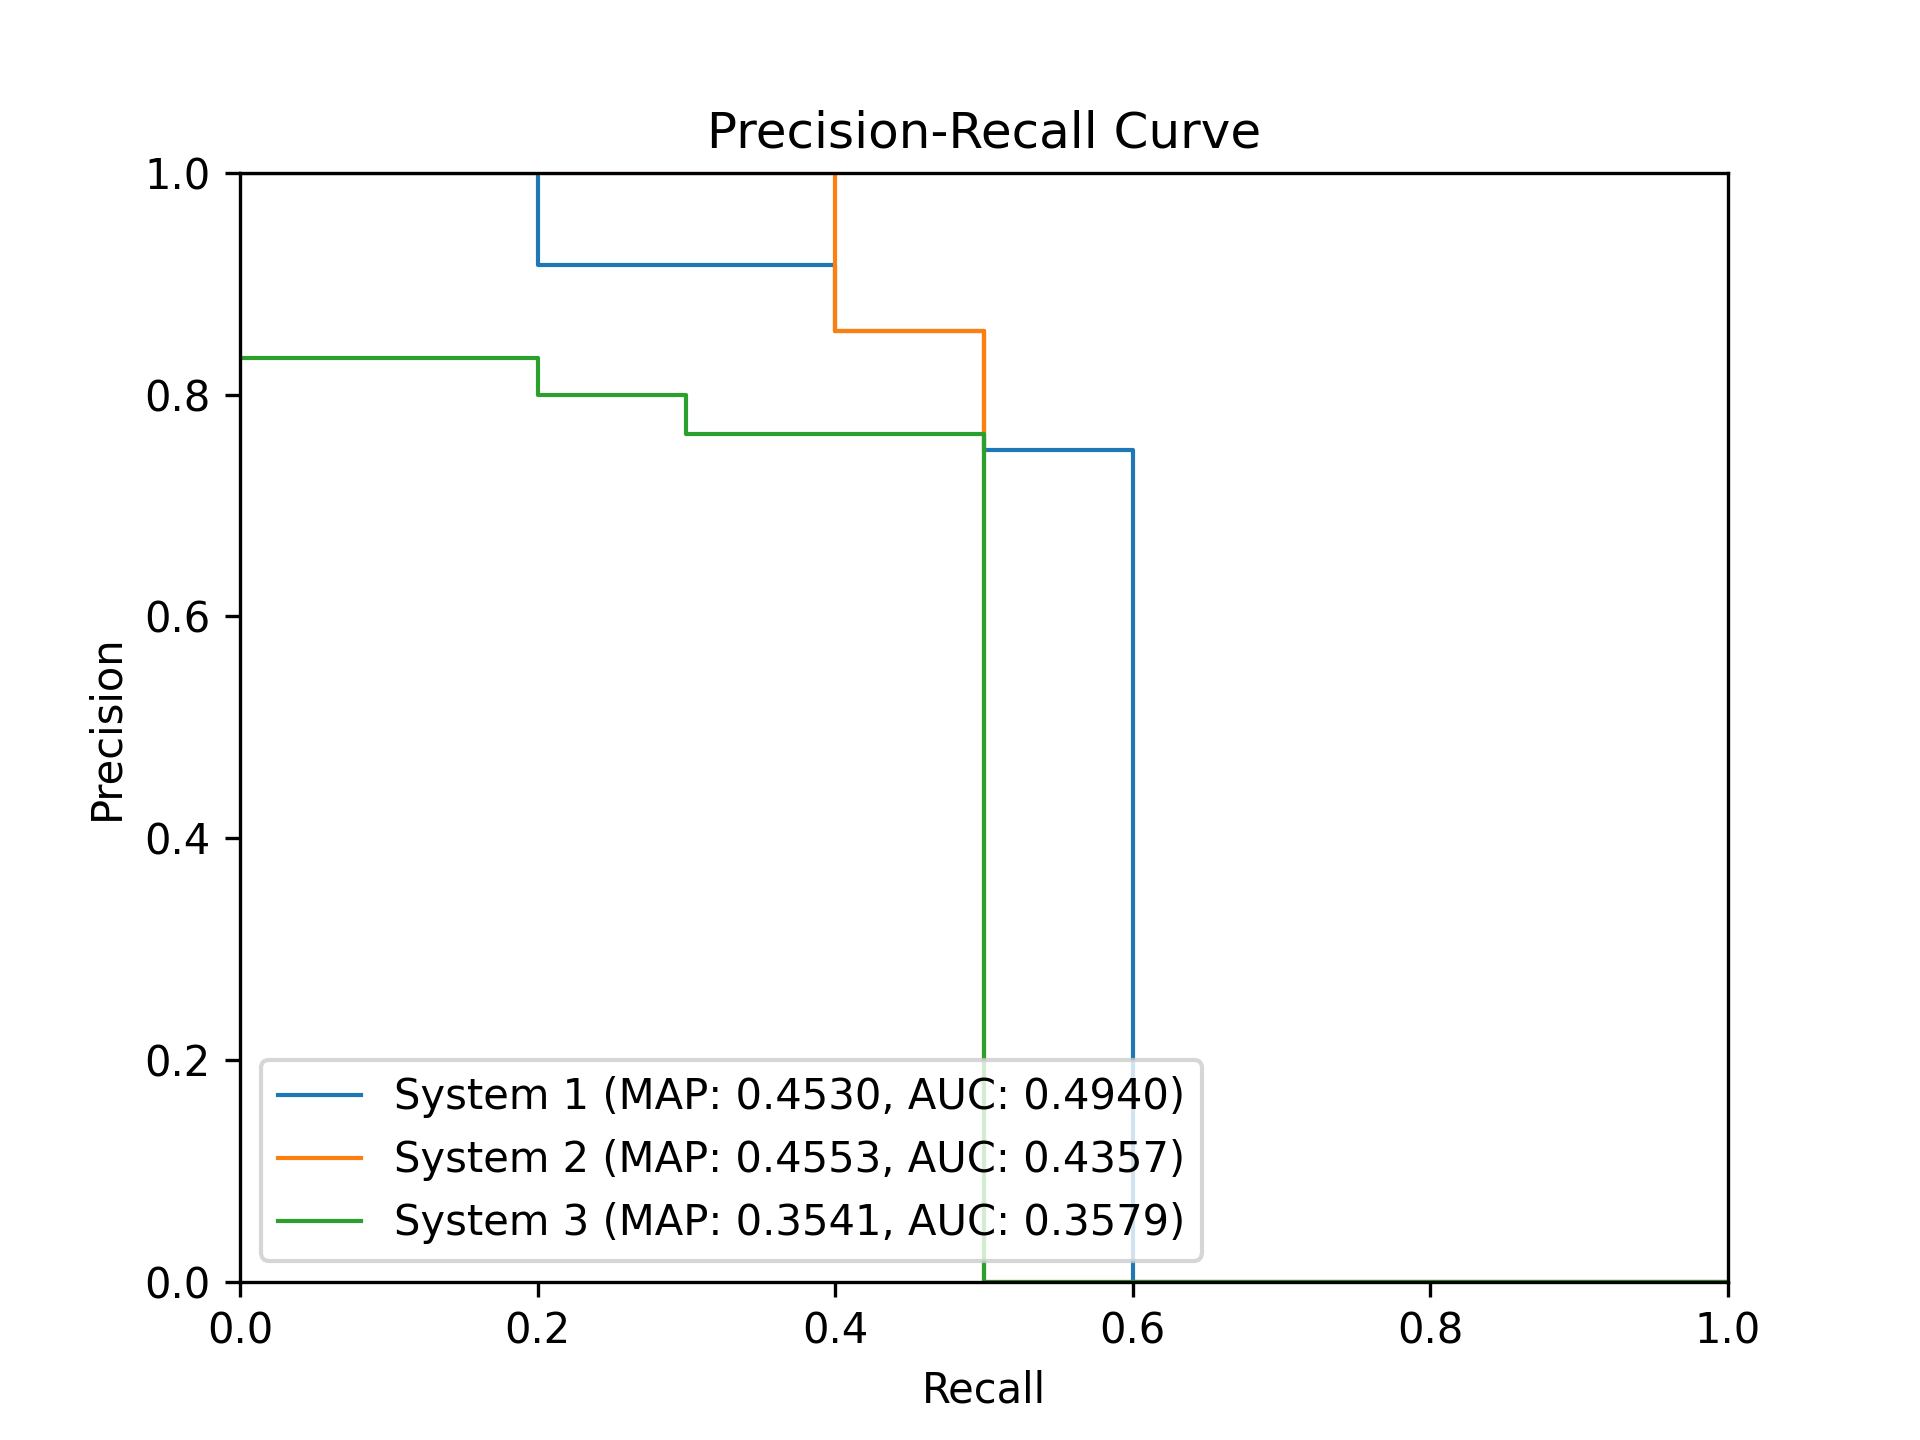 Precision-Recall Curve
1.0
0.8
0.6
0.4
0.2
0.0
Precision
System 1 (MAP: 0.4530, AUC: 0.4940)
System 2 (MAP: 0.4553, AUC: 0.4357)
System 3 (MAP: 0.3541, AUC: 0.3579)
0.0 0.2 0.4 0.6 0.8 1.0
Recall